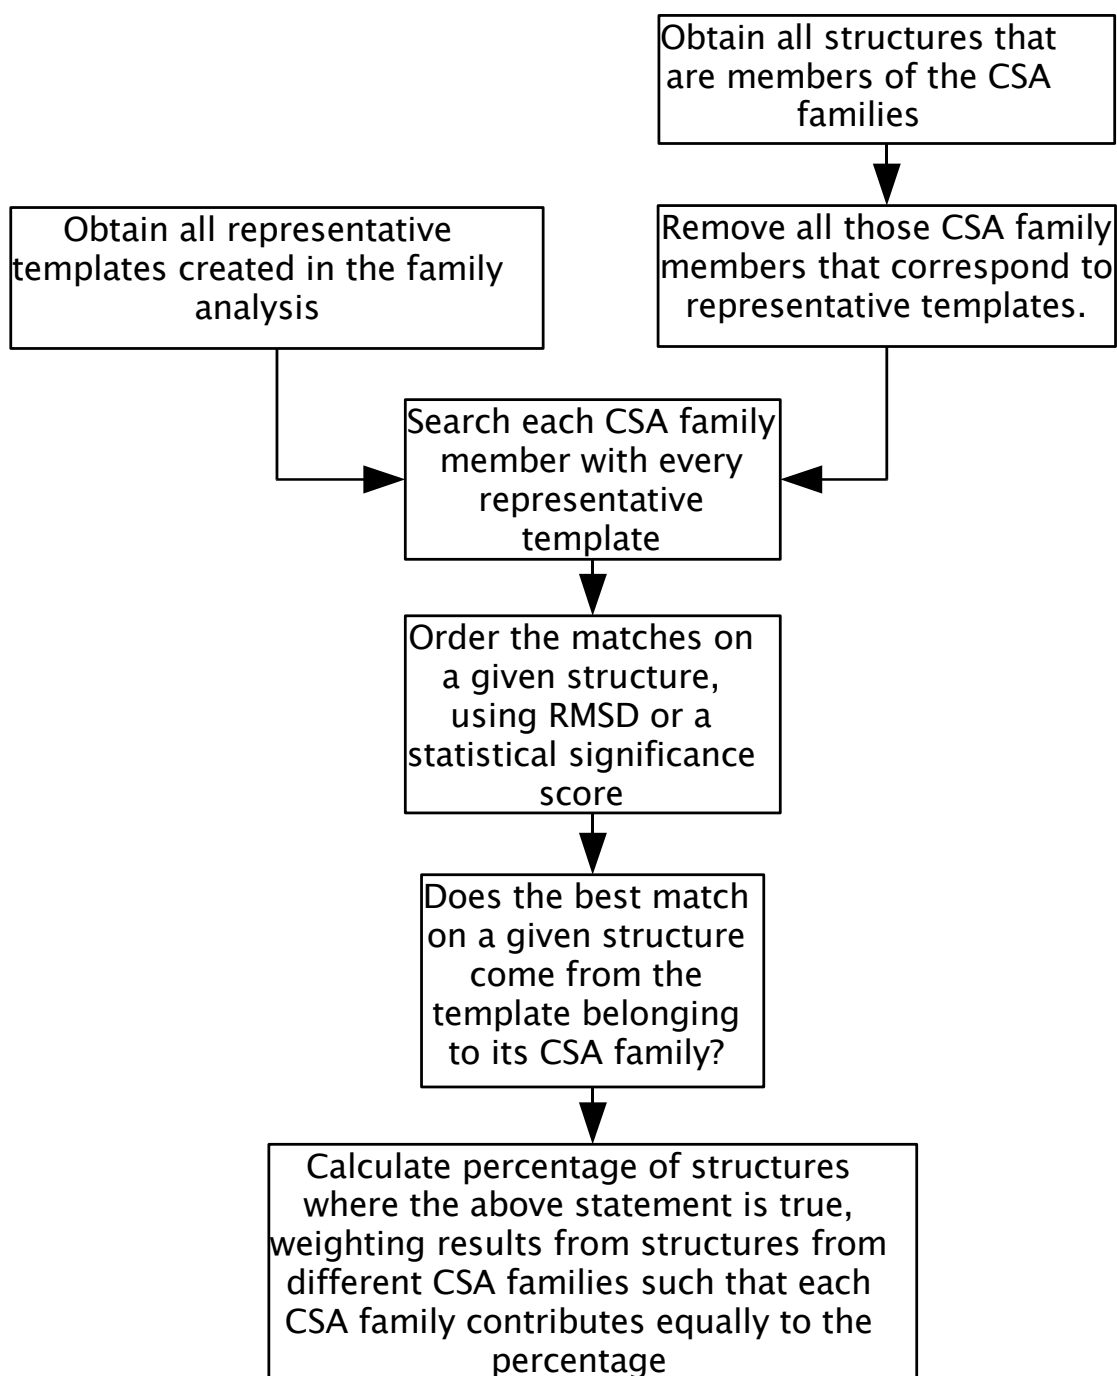 Obtain all structures that
are members of the CSA
families
Obtain all representative
templates created in the family
analysis
Remove all those CSA family
members that correspond to
representative templates.
Search each CSA family
member with every
representative
template
Order the matches on
a given structure,
using RMSD or a
statistical significance
score
Does the best match
on a given structure
come from the
template belonging
to its CSA family?
Calculate percentage of structures
where the above statement is true,
weighting results from structures from
different CSA families such that each
CSA family contributes equally to the
percentage